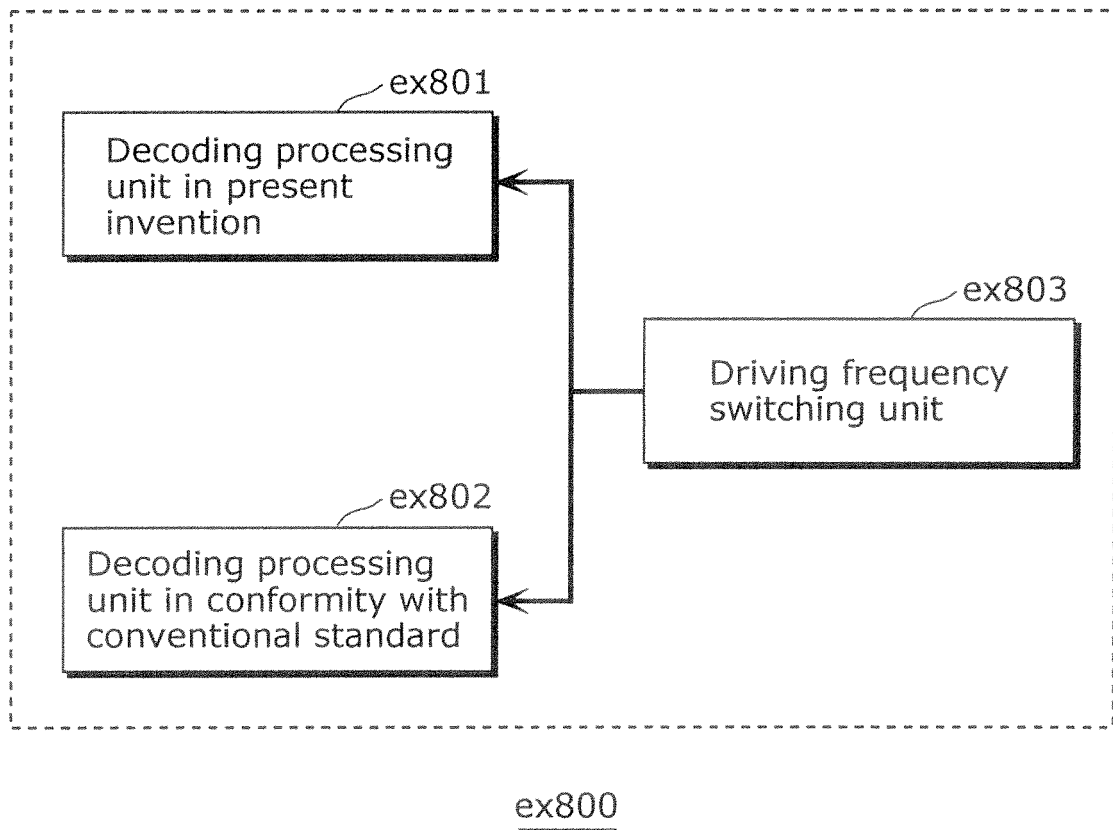 ex801
Decoding processing
unit in present
invention
ex803
Driving frequency
switching unit
ex802
Decoding processing
unit in conformity with
conventional standard
ex800